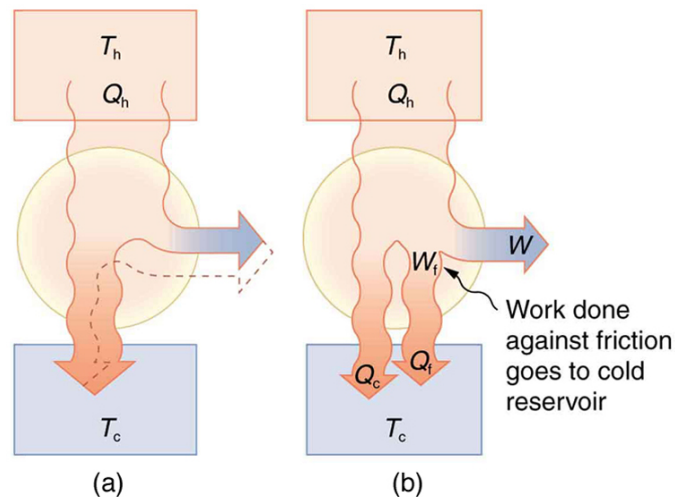 Th
Qh
Tc
(a)
Th
Qh
W
Wf
Work done
against friction
goes to cold
reservoir
Qc
Qf
Tc
(b)